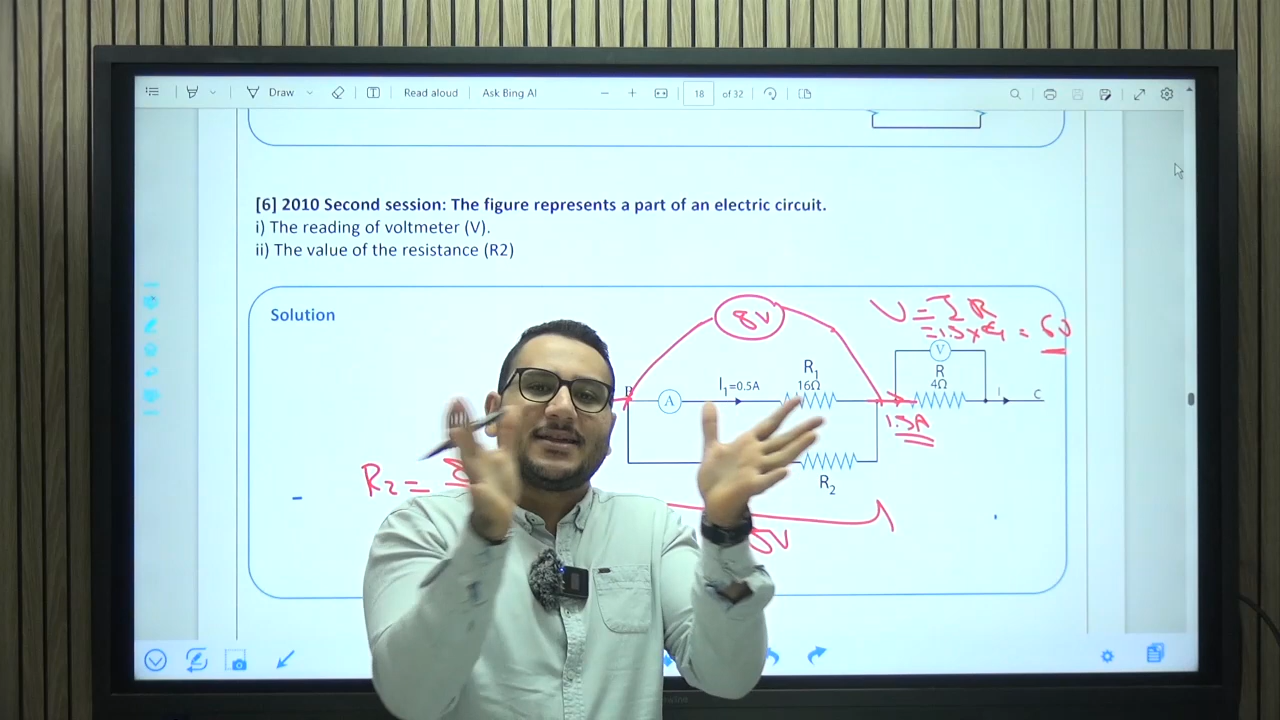 Draw
Read aloud
Ask Bing AI
18
of 32
[6] 2010 Second session: The figure represents a part of an electric circuit.
i) The reading of voltmeter (V).
ii) The value of the resistance (R2)
Solution
8V
V = I R
= 1.5 x 4 = 6V
V
R
4Ω
I
C
R₁
16Ω
I₁=0.5A
A
1.5A
R₂
R₂ = 8